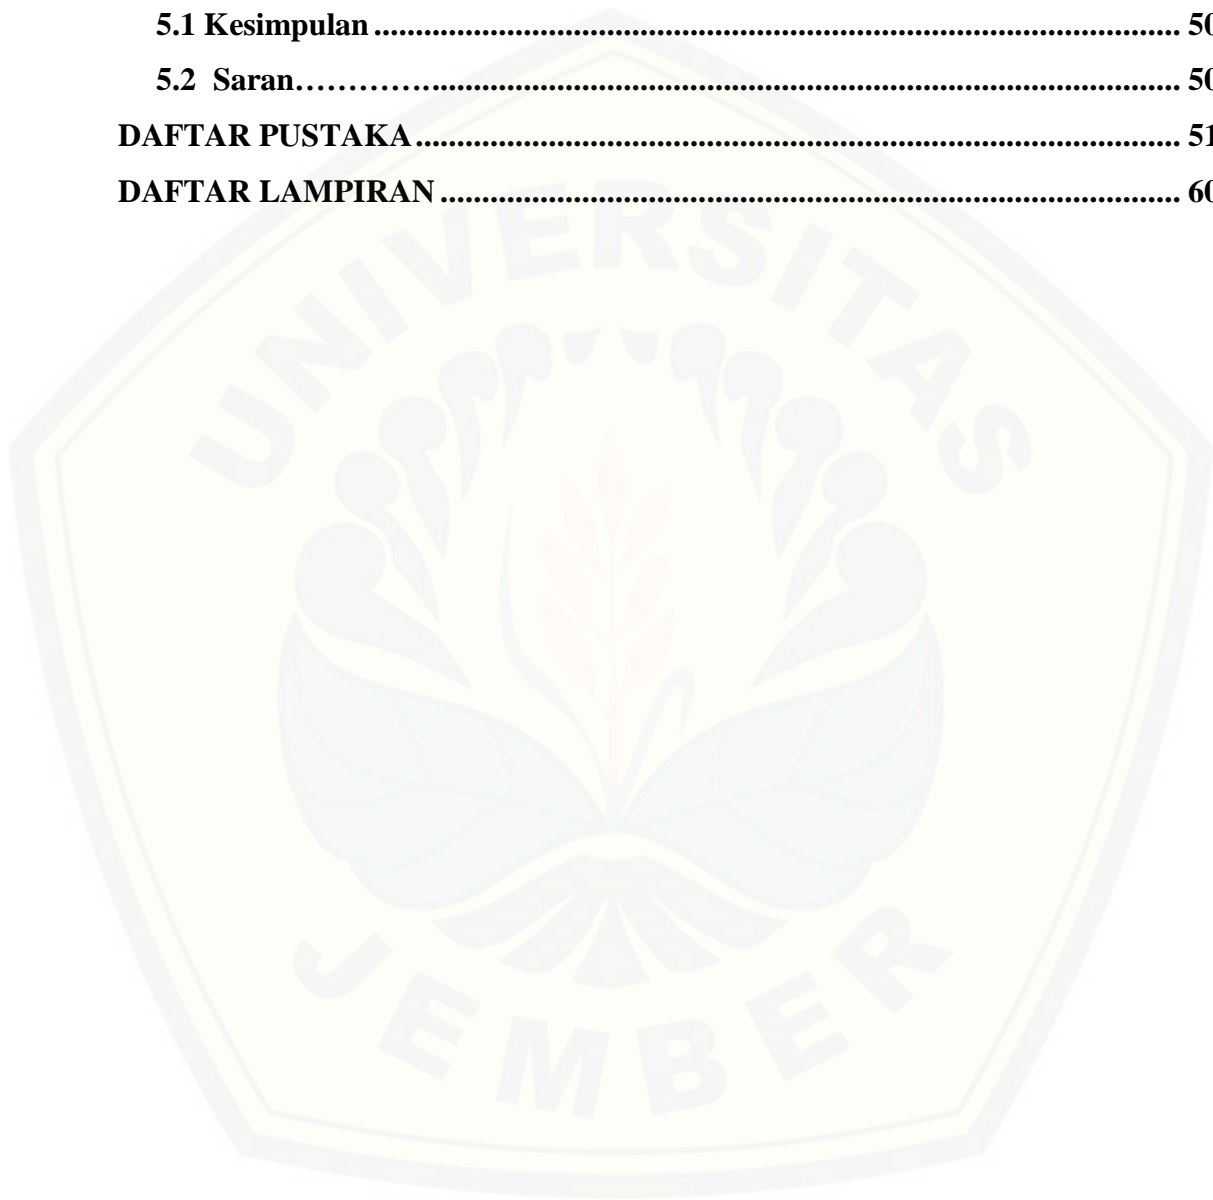 5.1 Kesimpulan.................................................................................... 50
5.2 Saran…………..................................................................................... 50
DAFTAR PUSTAKA................................................................................ 51
DAFTAR LAMPIRAN............................................................................. 60
UNIVERSITAS
JEMBER